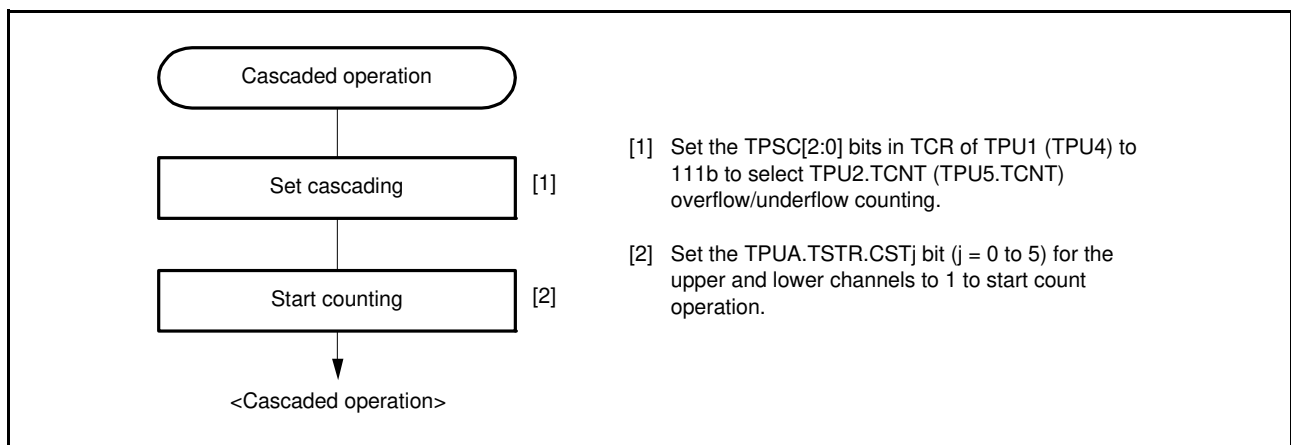 Cascaded operation
Set cascading
[1]
Start counting
[2]
<Cascaded operation>
[1] Set the TPSC[2:0] bits in TCR of TPU1 (TPU4) to
111b to select TPU2.TCNT (TPU5.TCNT)
overflow/underflow counting.
[2] Set the TPUA.TSTR.CSTj bit (j = 0 to 5) for the
upper and lower channels to 1 to start count
operation.